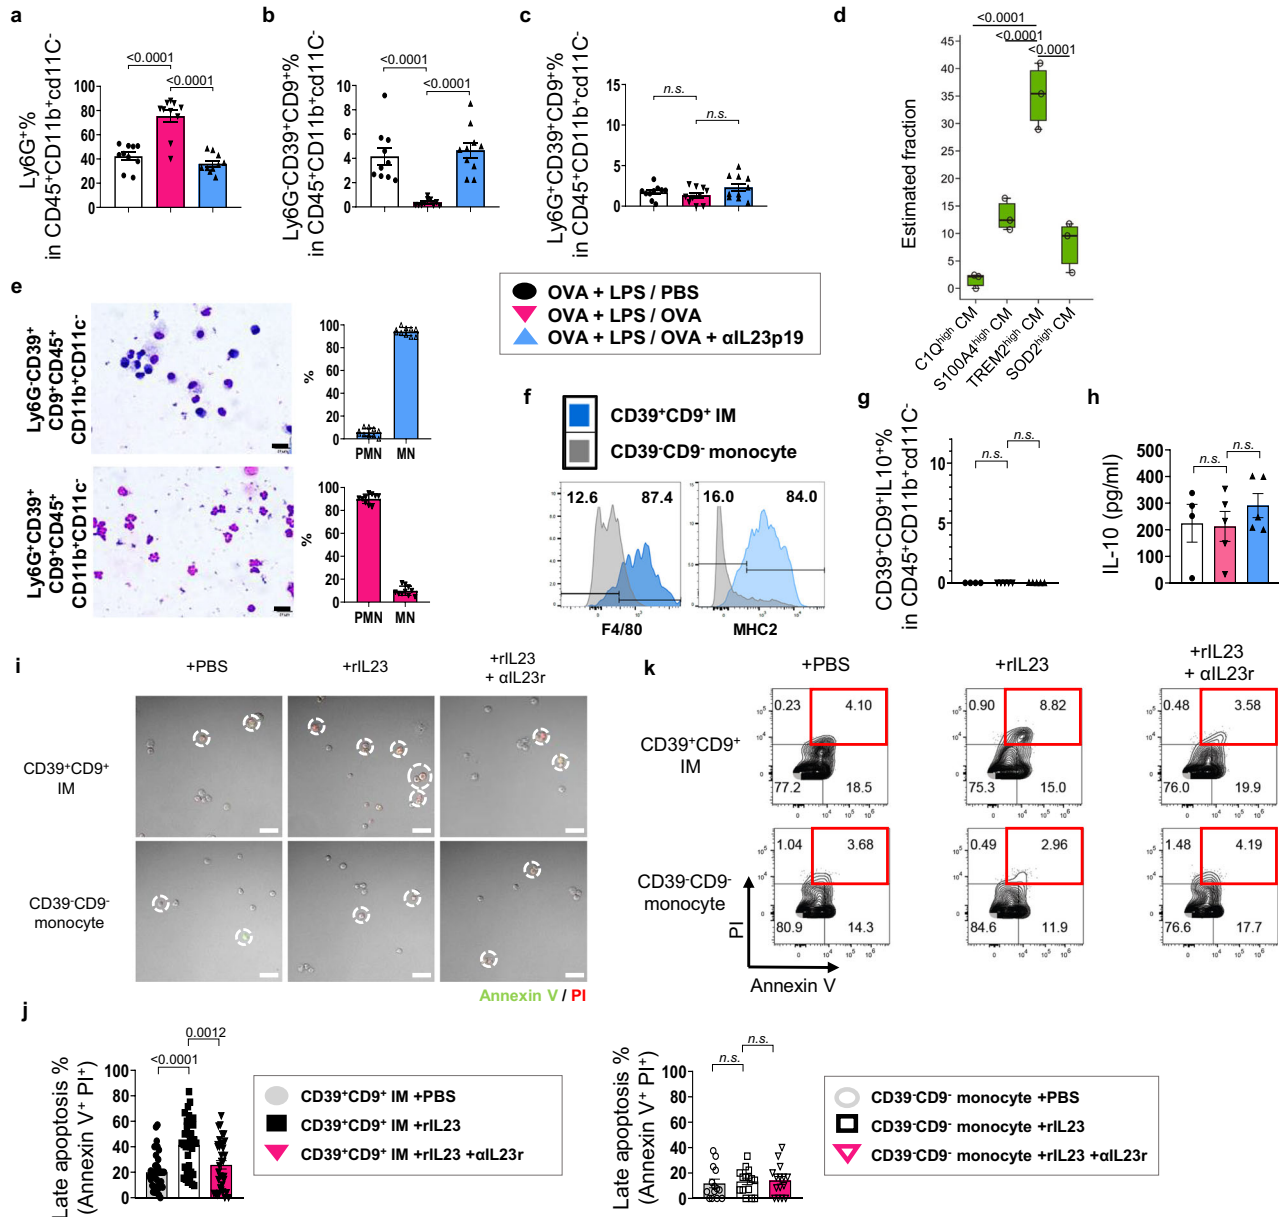 a
<0.0001
<0.0001
Ly6G⁺%
in CD45⁺CD11b⁺cd11C⁻
100
80
60
40
20
0
b
<0.0001
<0.0001
Ly6G⁻CD39⁺CD9⁺%
in CD45⁺CD11b⁺cd11C⁻
10
8
6
4
2
0
c
n.s.
n.s.
Ly6G⁺CD39⁺CD9⁺%
in CD45⁺CD11b⁺cd11C⁻
15
10
5
0
d
<0.0001
<0.0001
<0.0001
Estimated fraction
45
40
35
30
25
20
15
10
5
0
C1Qhigh CM
S100A4high CM
TREM2high CM
SOD2high CM
OVA + LPS / PBS
OVA + LPS / OVA
OVA + LPS / OVA + αIL23p19
e
Ly6G⁻CD39⁺
CD9⁺CD45⁺
CD11b⁺CD11c⁻
%
100
80
60
40
20
0
PMN MN
Ly6G⁺CD39⁺
CD9⁺CD45⁺
CD11b⁺CD11c⁻
%
100
80
60
40
20
0
PMN MN
f
CD39⁺CD9⁺ IM
CD39⁻CD9⁻ monocyte
12.6 87.4
F4/80
16.0 84.0
MHC2
g
n.s.
n.s.
CD39⁺CD9⁺IL10⁺%
in CD45⁺CD11b⁺cd11C⁻
10
5
0
h
n.s.
n.s.
IL-10 (pg/ml)
500
400
300
200
100
0
i
+PBS
+rIL23
+rIL23
+ αIL23r
CD39⁺CD9⁺
IM
CD39⁻CD9⁻
monocyte
Annexin V / PI
k
+PBS
+rIL23
+rIL23
+ αIL23r
CD39⁺CD9⁺
IM
0.23 4.10
77.2 18.5
0.90 8.82
75.3 15.0
0.48 3.58
76.0 19.9
CD39⁻CD9⁻
monocyte
1.04 3.68
80.9 14.3
0.49 2.96
84.6 11.9
1.48 4.19
76.6 17.7
PI
Annexin V
j
<0.0001
0.0012
Late apoptosis %
(Annexin V⁺ PI⁺)
100
80
60
40
20
0
CD39⁺CD9⁺ IM +PBS
CD39⁺CD9⁺ IM +rIL23
CD39⁺CD9⁺ IM +rIL23 +αIL23r
n.s.
n.s.
Late apoptosis %
(Annexin V⁺ PI⁺)
100
80
60
40
20
0
CD39⁻CD9⁻ monocyte +PBS
CD39⁻CD9⁻ monocyte +rIL23
CD39⁻CD9⁻ monocyte +rIL23 +αIL23r